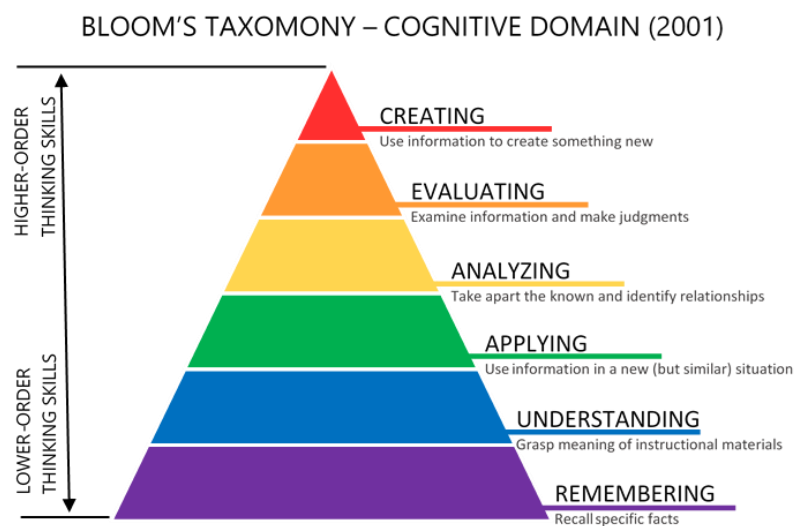 BLOOM'S TAXOMONY – COGNITIVE DOMAIN (2001)
HIGHER-ORDER
THINKING SKILLS
CREATING
Use information to create something new
EVALUATING
Examine information and make judgments
ANALYZING
Take apart the known and identify relationships
APPLYING
Use information in a new (but similar) situation
LOWER-ORDER
THINKING SKILLS
UNDERSTANDING
Grasp meaning of instructional materials
REMEMBERING
Recall specific facts